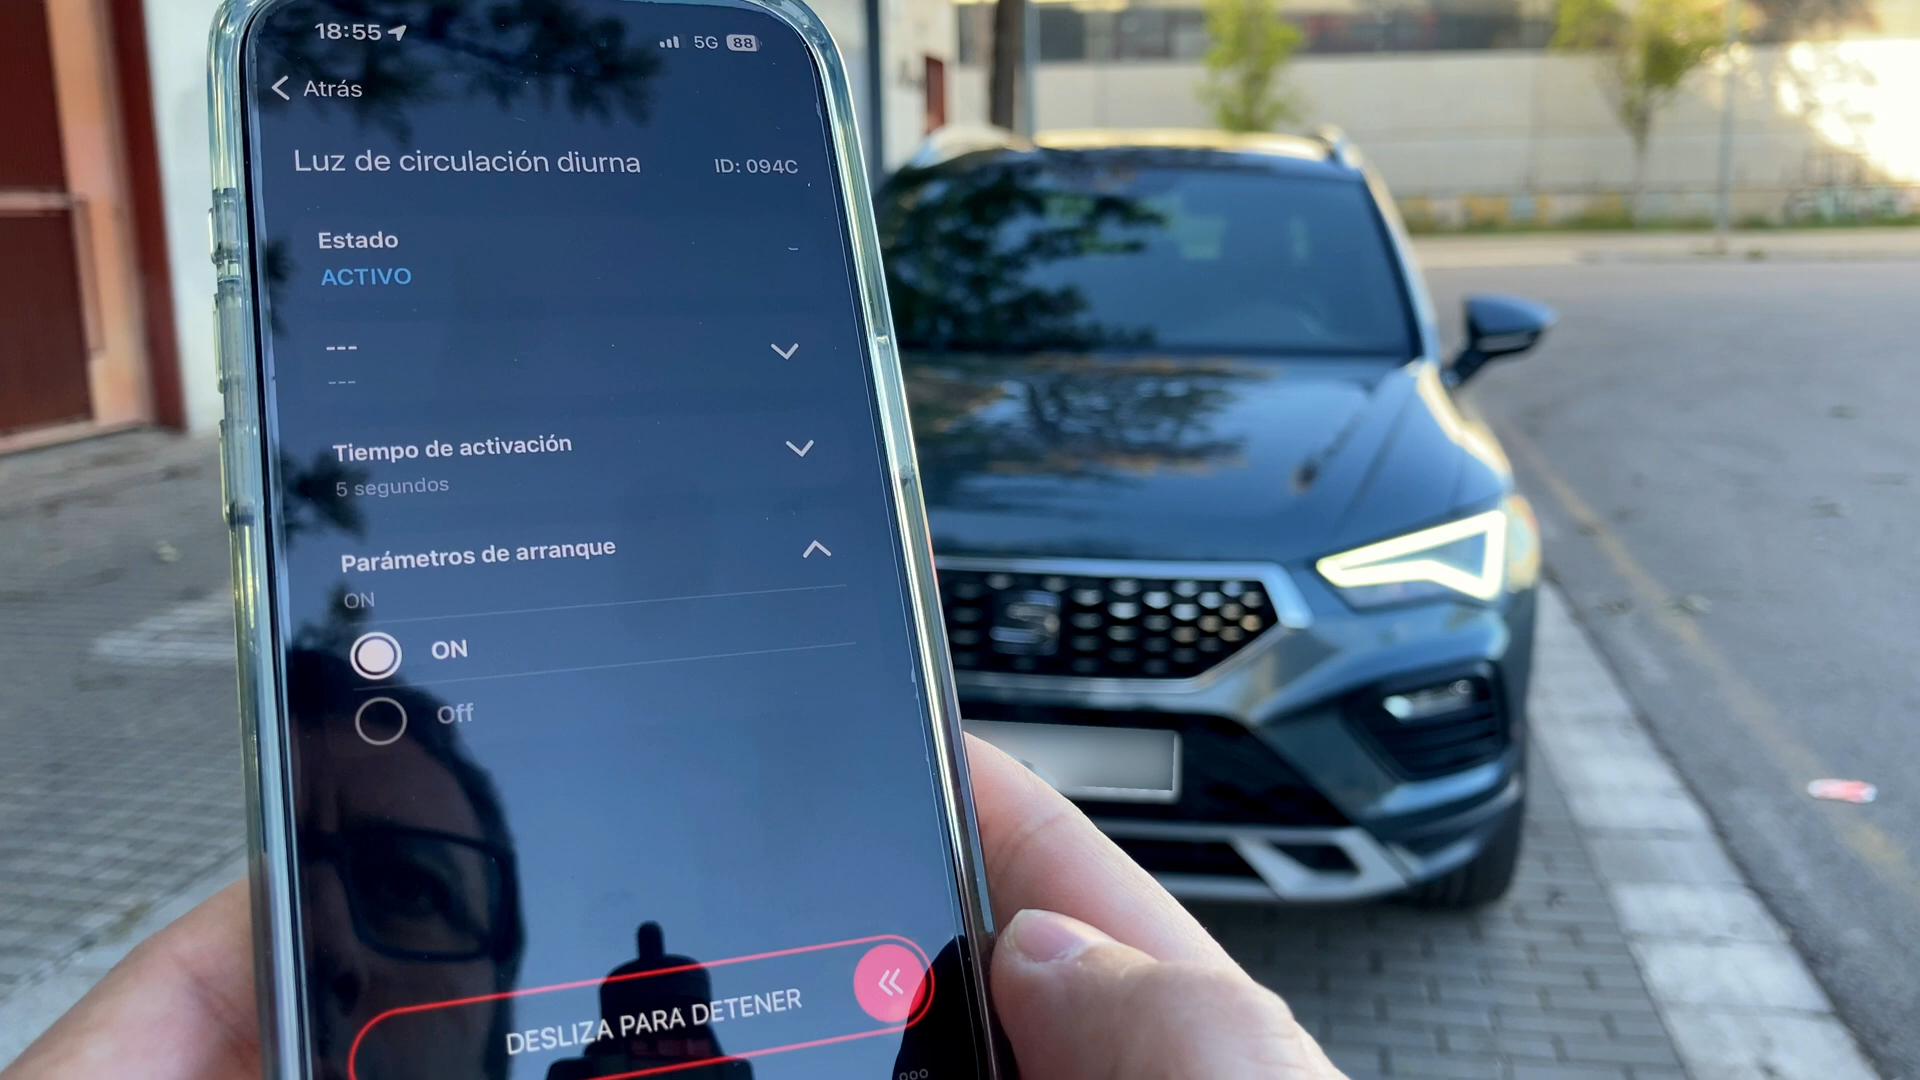 18:55
5G 88
Atrás
Luz de circulación diurna
ID: 094C
Estado
ACTIVO
---
---
Tiempo de activación
5 segundos
Parámetros de arranque
ON
ON
Off
DESLIZA PARA DETENER